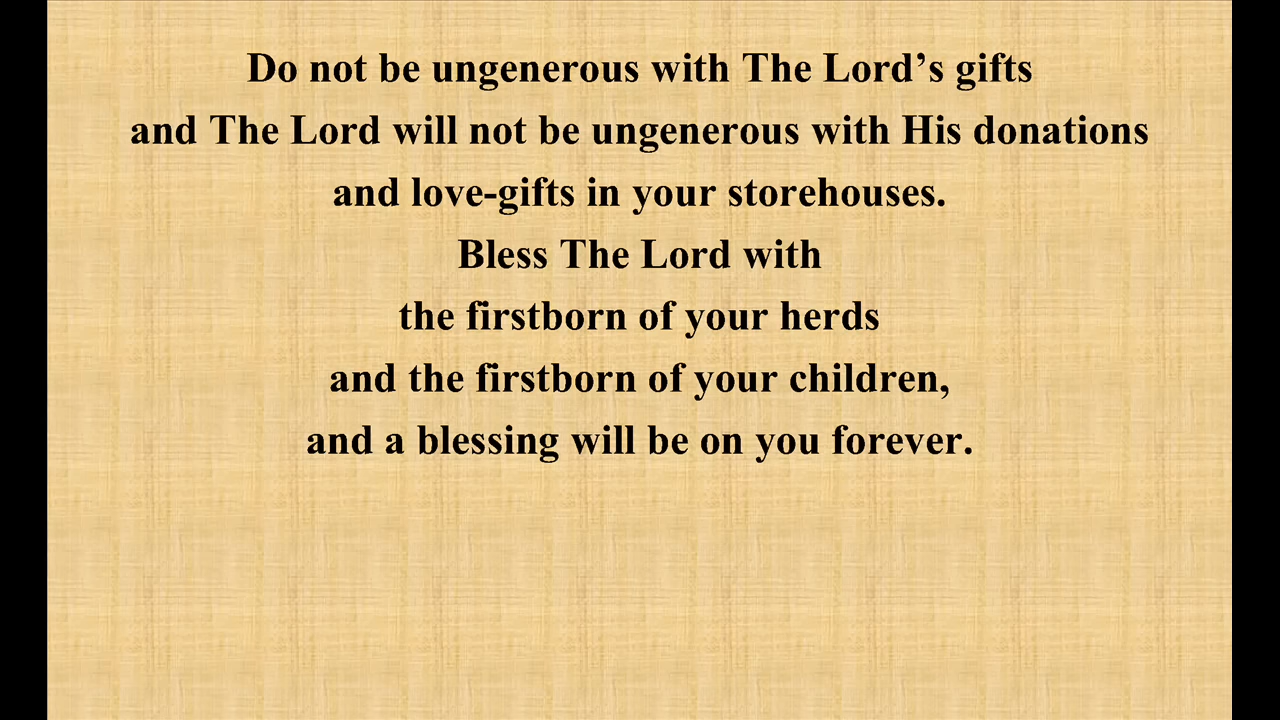 Do not be ungenerous with The Lord’s gifts
and The Lord will not be ungenerous with His donations
and love-gifts in your storehouses.
Bless The Lord with
the firstborn of your herds
and the firstborn of your children,
and a blessing will be on you forever.